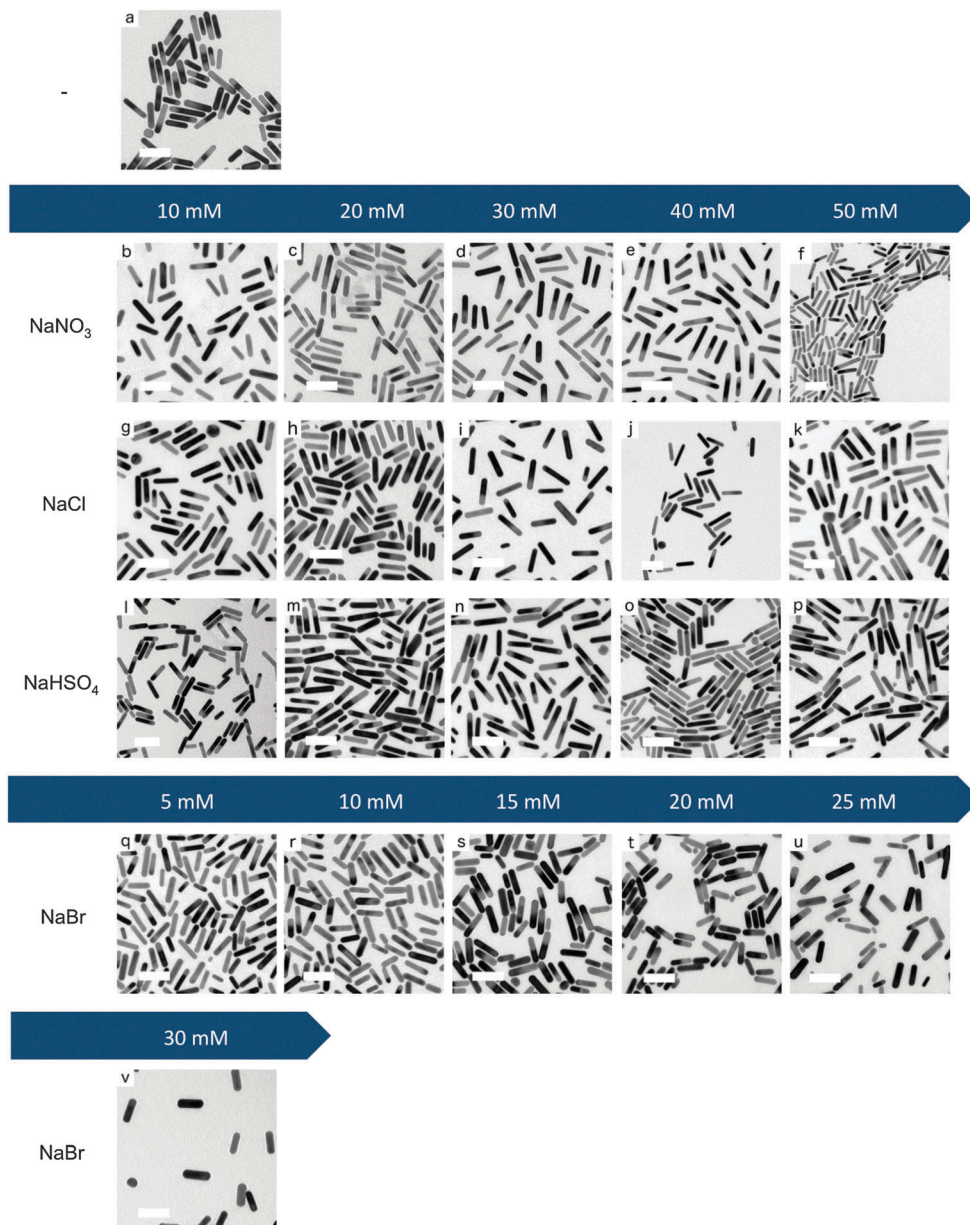 a
-
10 mM 20 mM 30 mM 40 mM 50 mM
b c d e f
NaNO₃
g h i j k
NaCl
l m n o p
NaHSO₄
5 mM 10 mM 15 mM 20 mM 25 mM
q r s t u
NaBr
30 mM
v
NaBr